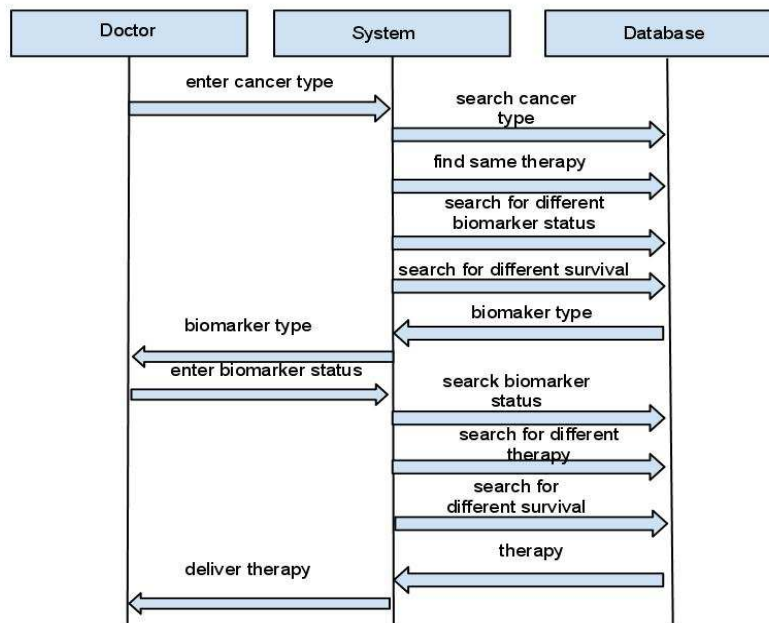 Doctor
System
Database
enter cancer type
search cancer
type
find same therapy
search for different
biomarker status
search for different survival
biomaker type
biomarker type
enter biomarker status
searck biomarker
status
search for different
therapy
search for
different survival
therapy
deliver therapy